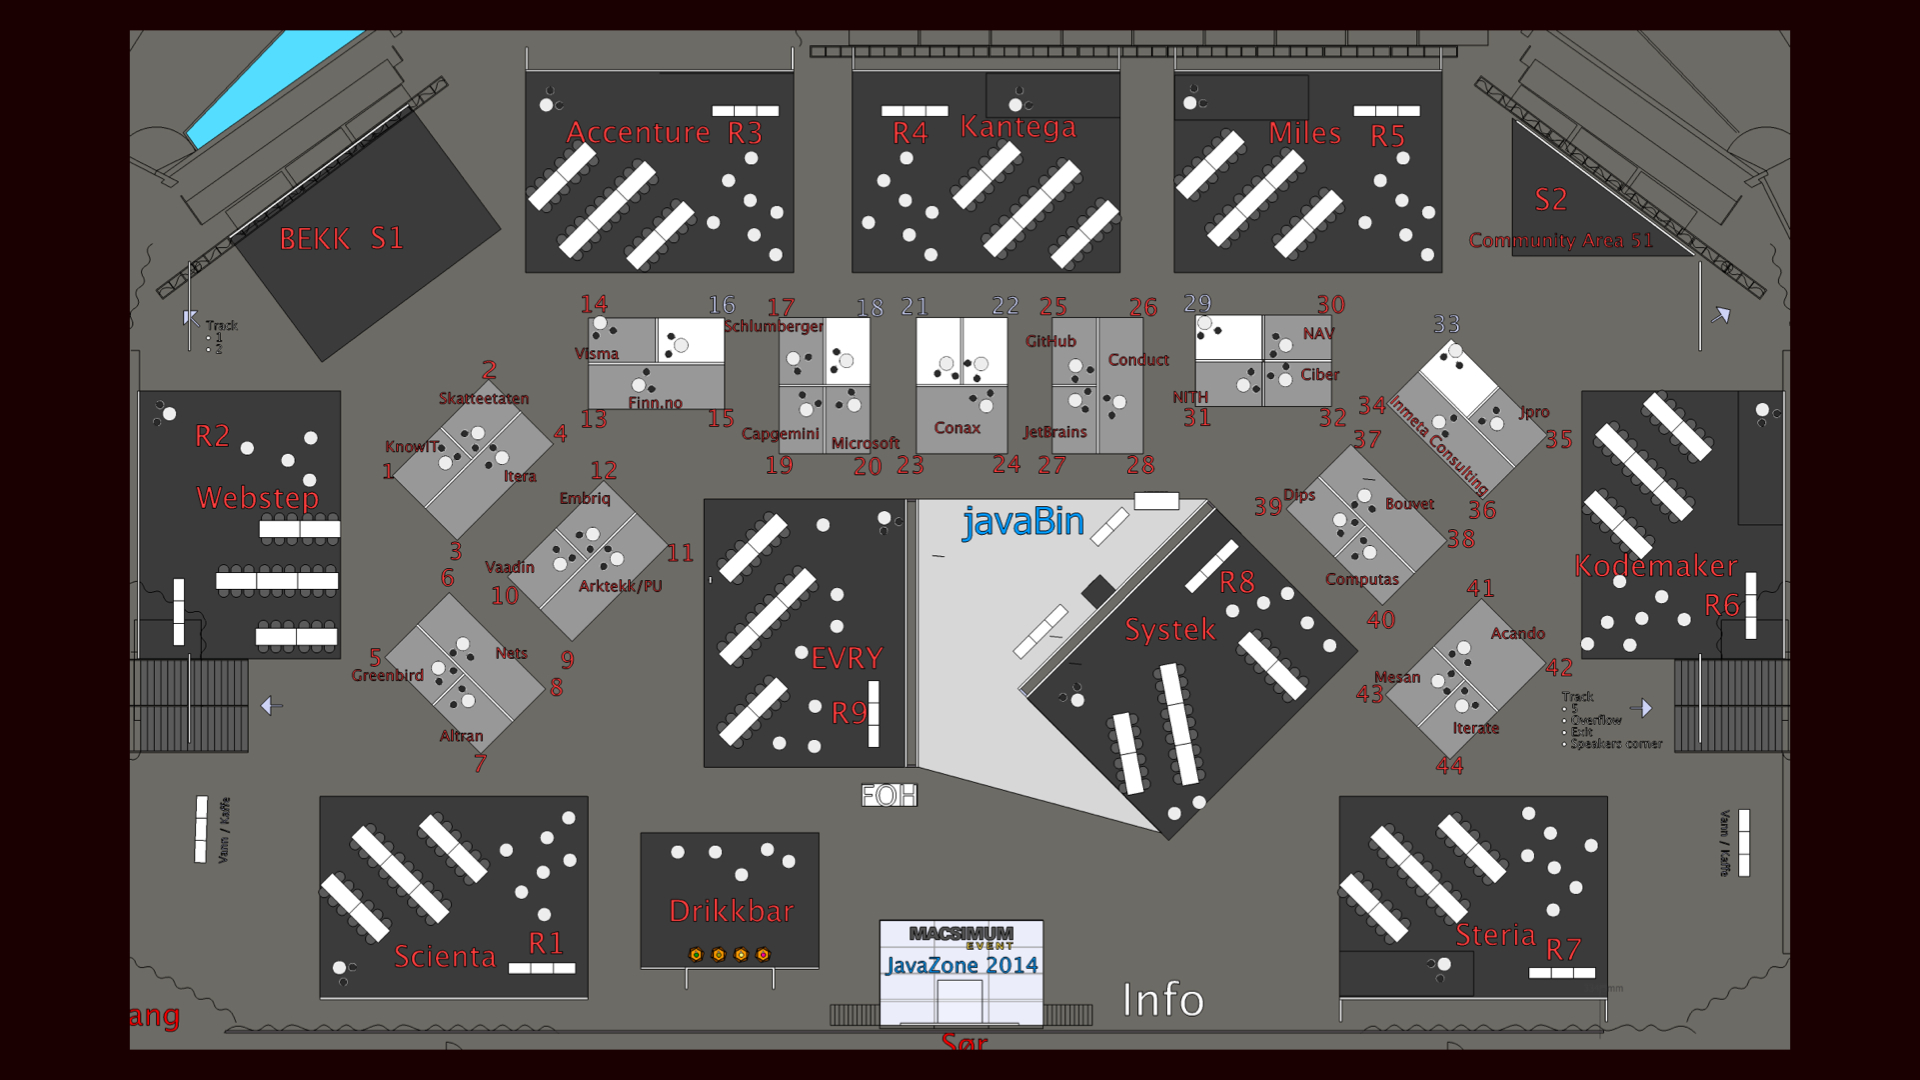 Accenture R3
R4 Kantega
Miles R5
S2
Community Area S1
BEKK S1
Track
1
2
14
16
17
18
21
22
25
26
29
30
33
Visma
Schlumberger
GitHub
Conduct
NAV
Ciber
Finn.no
Capgemini
Microsoft
Conax
JetBrains
NITH
13
15
19
20
23
24
27
28
31
32
34
Inmeta Consulting
Jpro
35
36
2
Skatteetaten
KnowIT
1
4
Itera
3
12
Embriq
Vaadin
10
11
Arktekk/PU
9
6
5
Greenbird
Nets
8
Altran
7
R2
Webstep
javaBin
R8
Systek
EVRY
R9
37
39
Dips
Bouvet
38
Computas
40
41
Acando
42
Mesan
43
Iterate
44
Kodemaker
R6
Track
5
Overflow
Exit
Speakers corner
Vann / Kaffe
Vann / Kaffe
FOH
Scienta R1
Drikkbar
MACSIMUM
EVENT
JavaZone 2014
Info
Steria R7
ang
Sør